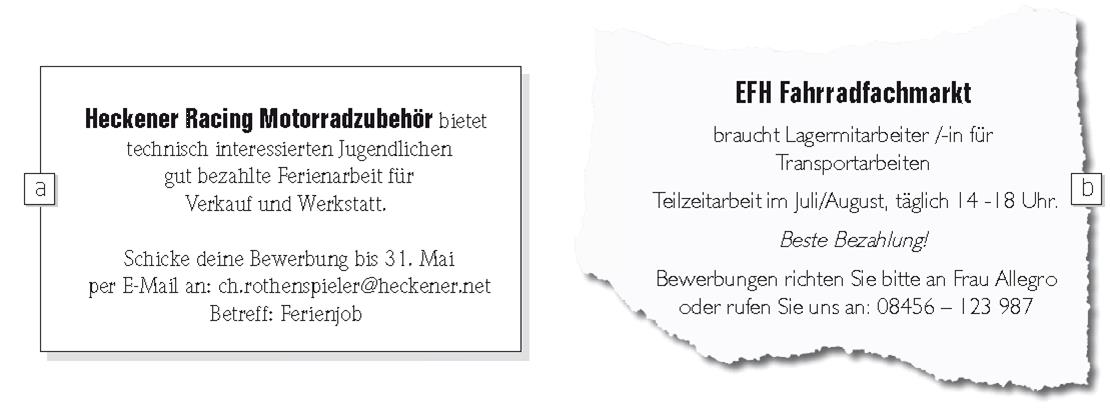 a
Heckener Racing Motorradzubehör bietet
technisch interessierten Jugendlichen
gut bezahlte Ferienarbeit für
Verkauf und Werkstatt.
Schicke deine Bewerbung bis 31. Mai
per E-Mail an: ch.rothenspieler@heckener.net
Betreff: Ferienjob
b
EFH Fahrradfachmarkt
braucht Lagermitarbeiter /-in für
Transportarbeiten
Teilzeitarbeit im Juli/August, täglich 14 -18 Uhr.
Beste Bezahlung!
Bewerbungen richten Sie bitte an Frau Allegro
oder rufen Sie uns an: 08456 – 123 987